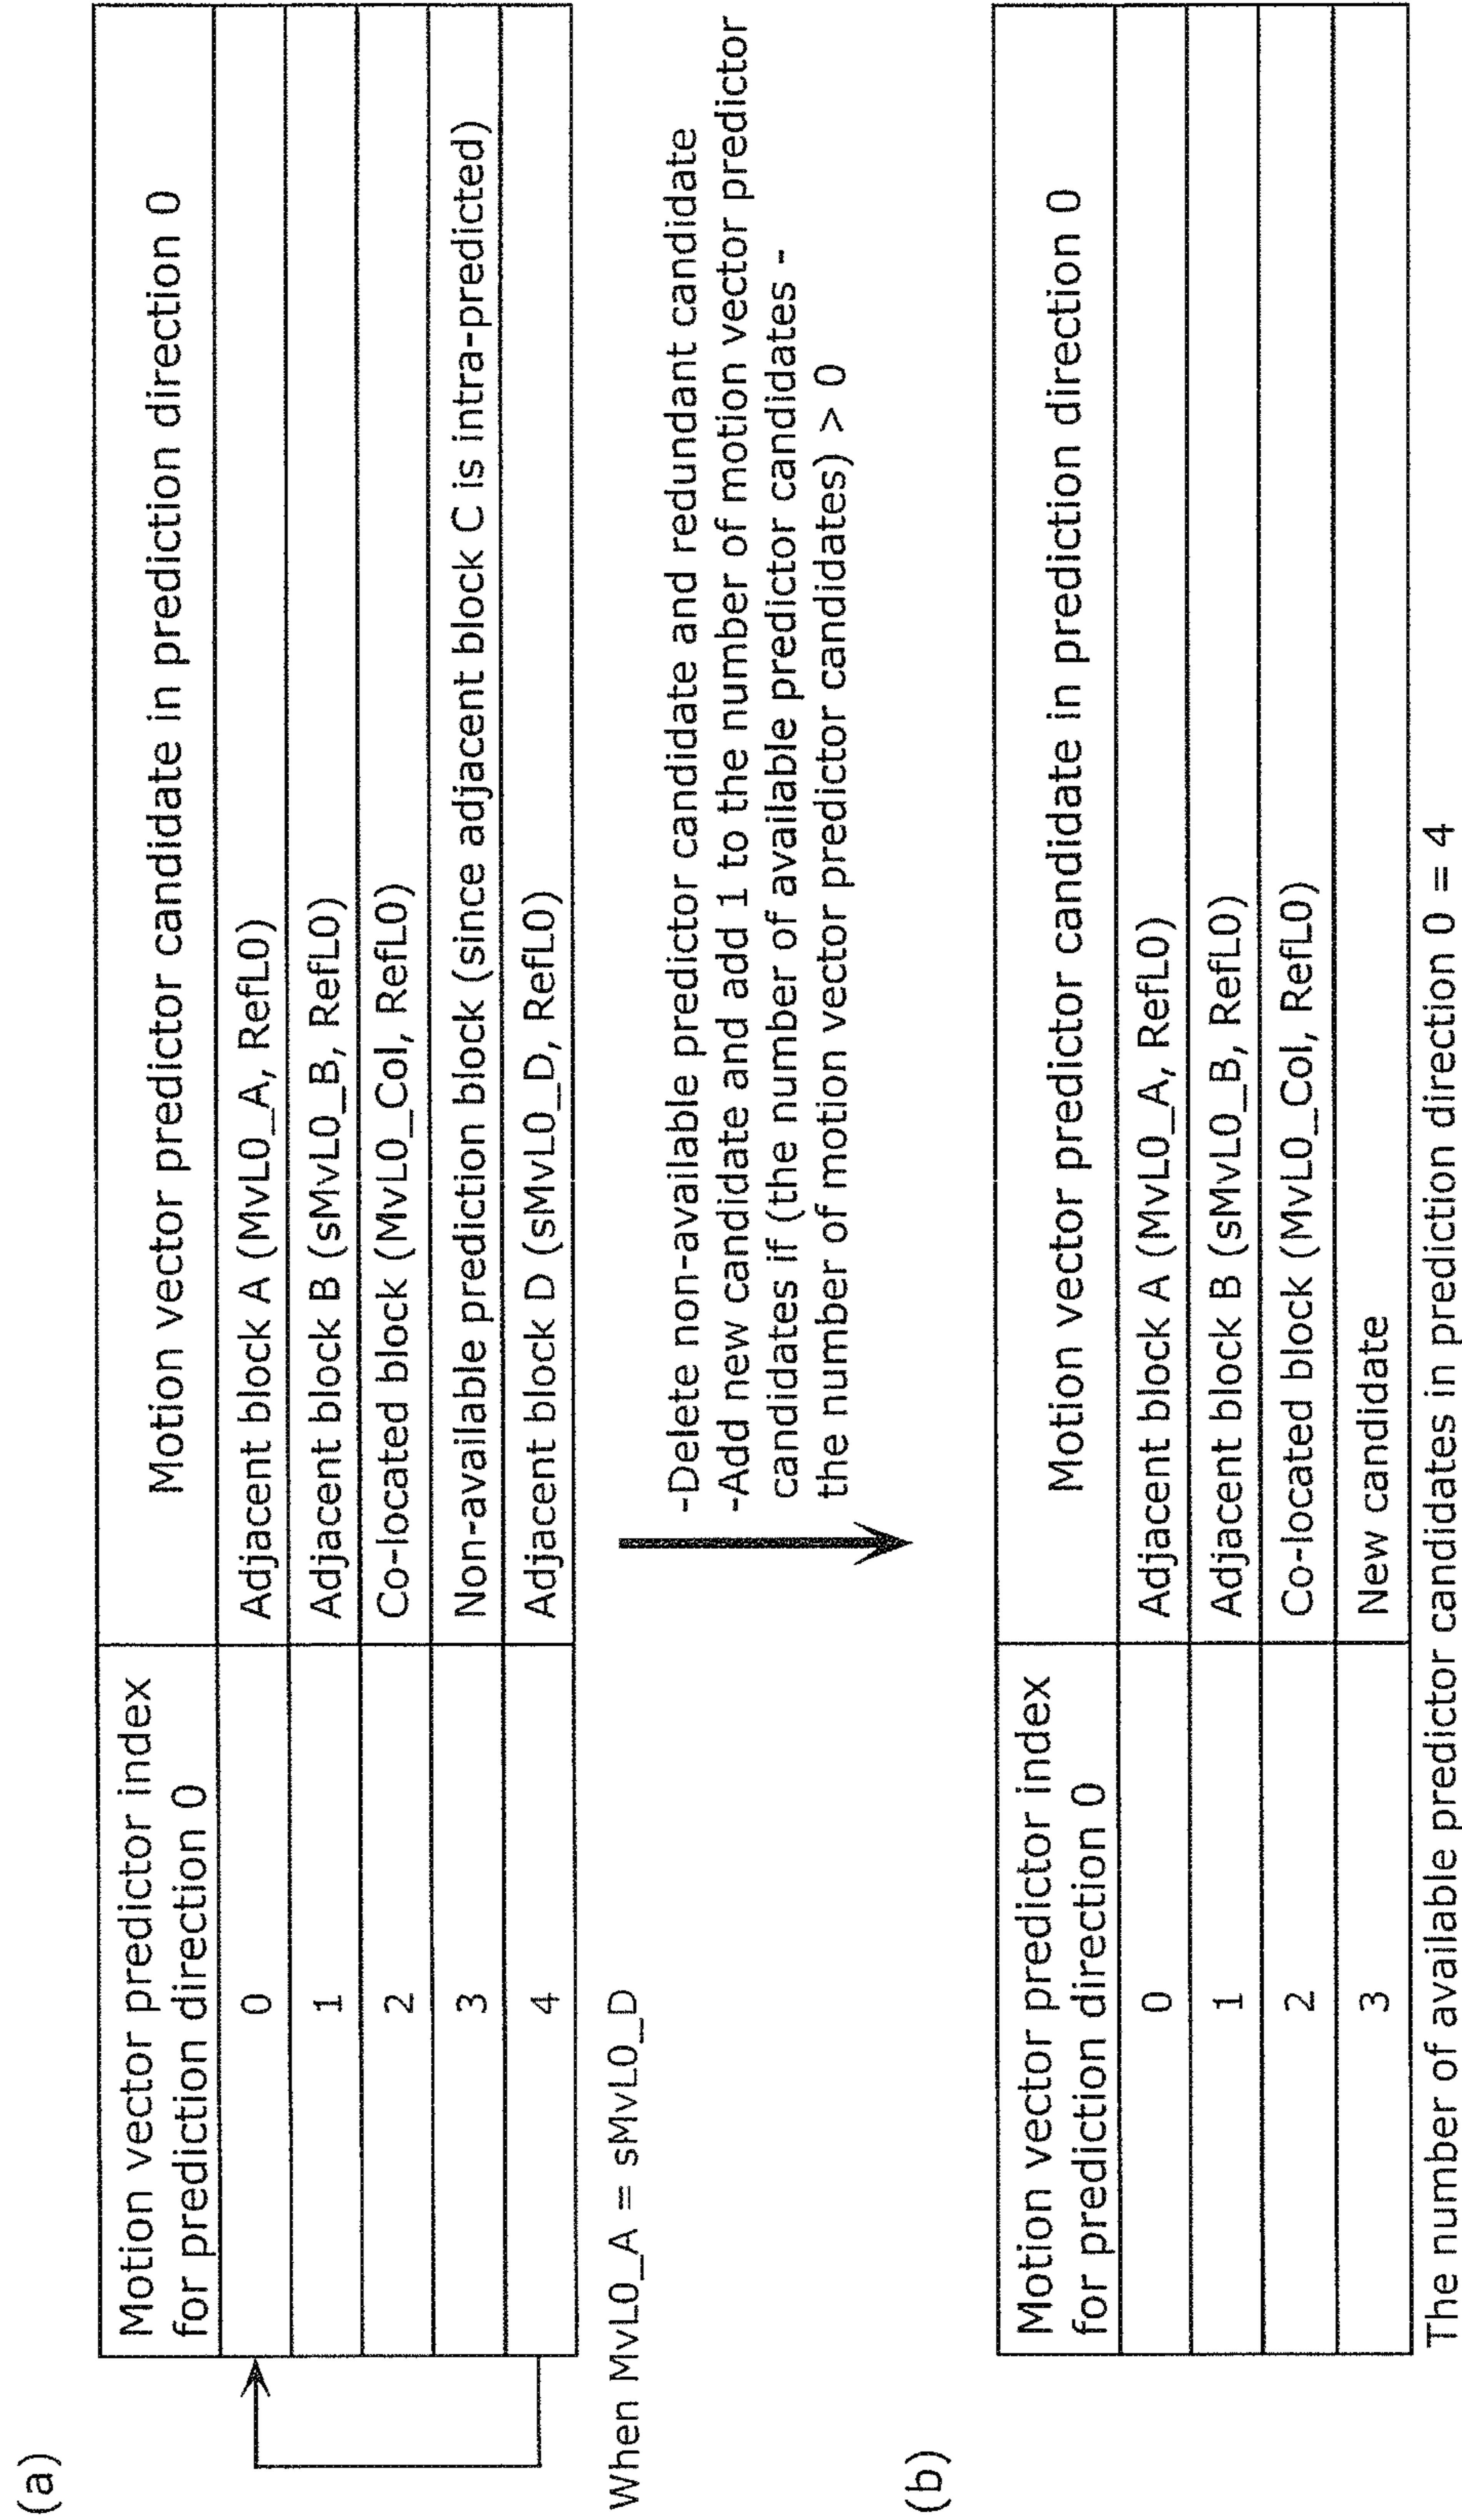 (a)
Motion vector predictor index
for prediction direction 0
Motion vector predictor candidate in prediction direction 0
0
Adjacent block A (MvL0_A, RefL0)
1
Adjacent block B (sMvL0_B, RefL0)
2
Co-located block (MvL0_Col, RefL0)
3
Non-available prediction block (since adjacent block C is intra-predicted)
4
Adjacent block D (sMvL0_D, RefL0)
When MvL0_A = sMvL0_D
-Delete non-available predictor candidate and redundant candidate
-Add new candidate and add 1 to the number of motion vector predictor
candidates if (the number of available predictor candidates -
the number of motion vector predictor candidates) > 0
(b)
Motion vector predictor index
for prediction direction 0
Motion vector predictor candidate in prediction direction 0
0
Adjacent block A (MvL0_A, RefL0)
1
Adjacent block B (sMvL0_B, RefL0)
2
Co-located block (MvL0_Col, RefL0)
3
New candidate
The number of available predictor candidates in prediction direction 0 = 4